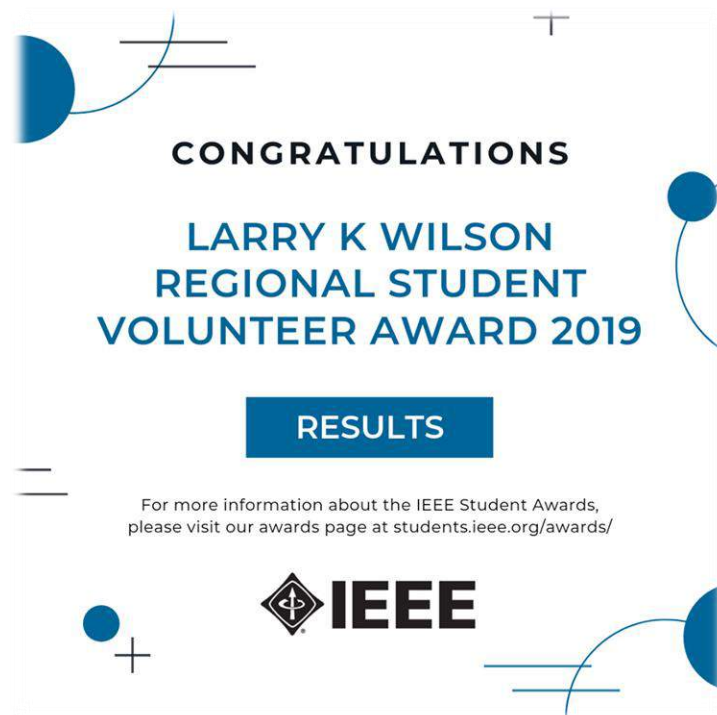 CONGRATULATIONS
LARRY K WILSON
REGIONAL STUDENT
VOLUNTEER AWARD 2019
RESULTS
For more information about the IEEE Student Awards,
please visit our awards page at students.ieee.org/awards/
IEEE